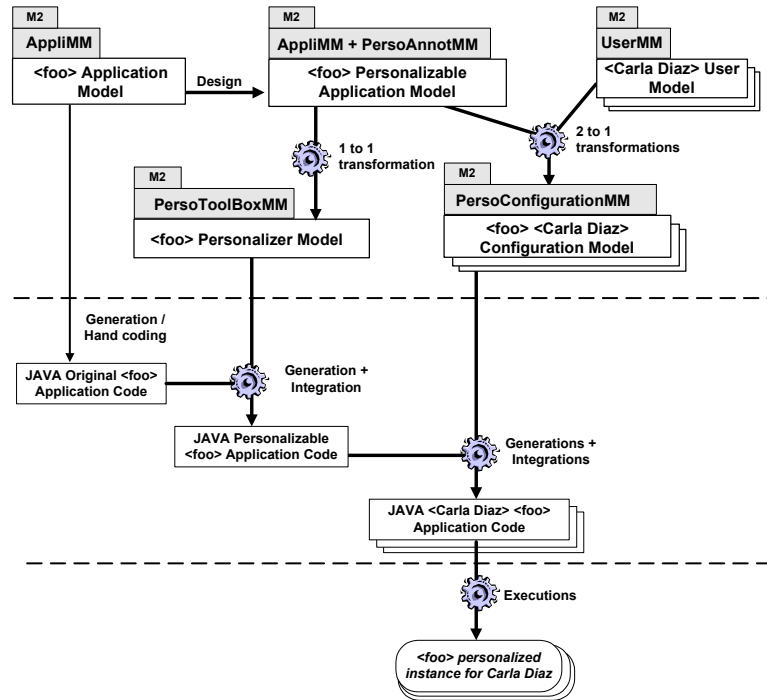 M2
AppliMM
<foo> Application
Model
Design
M2
AppliMM + PersoAnnotMM
<foo> Personalizable
Application Model
M2
UserMM
<Carla Diaz> User
Model
1 to 1
transformation
2 to 1
transformations
M2
PersoToolBoxMM
<foo> Personalizer Model
M2
PersoConfigurationMM
<foo> <Carla Diaz>
Configuration Model
Generation /
Hand coding
JAVA Original <foo>
Application Code
Generation +
Integration
JAVA Personalizable
<foo> Application Code
Generations +
Integrations
JAVA <Carla Diaz> <foo>
Application Code
Executions
<foo> personalized
instance for Carla Diaz